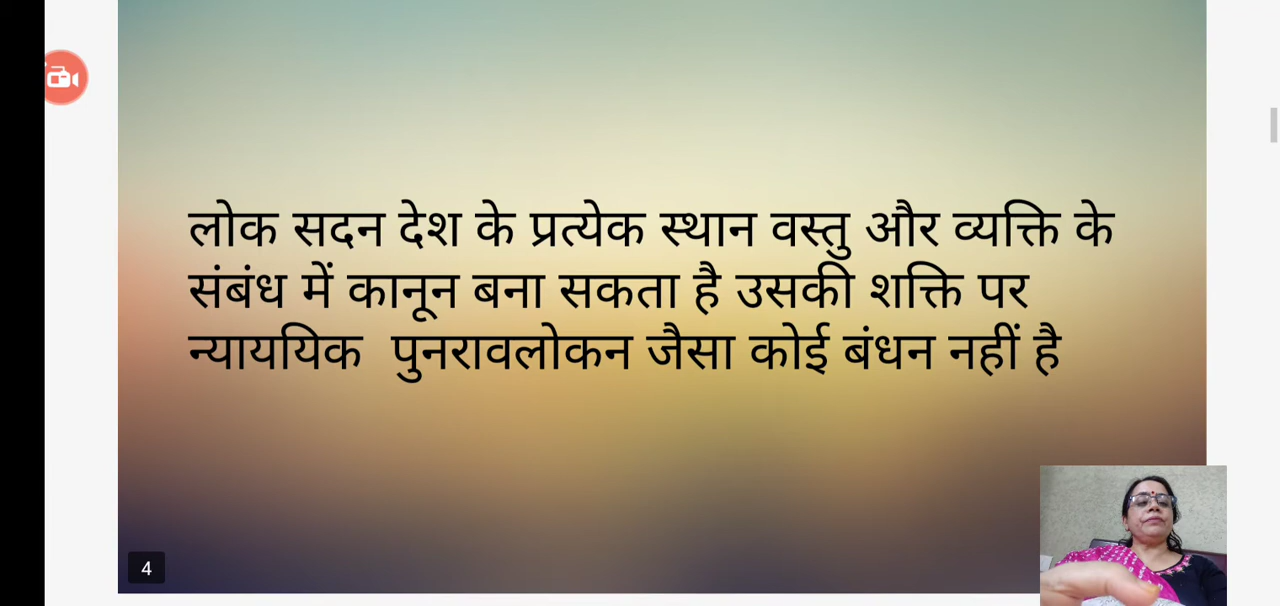 लोक सदन देश के प्रत्येक स्थान वस्तु और व्यक्ति के
संबंध में कानून बना सकता है उसकी शक्ति पर
न्याययिक पुनरावलोकन जैसा कोई बंधन नहीं है
4